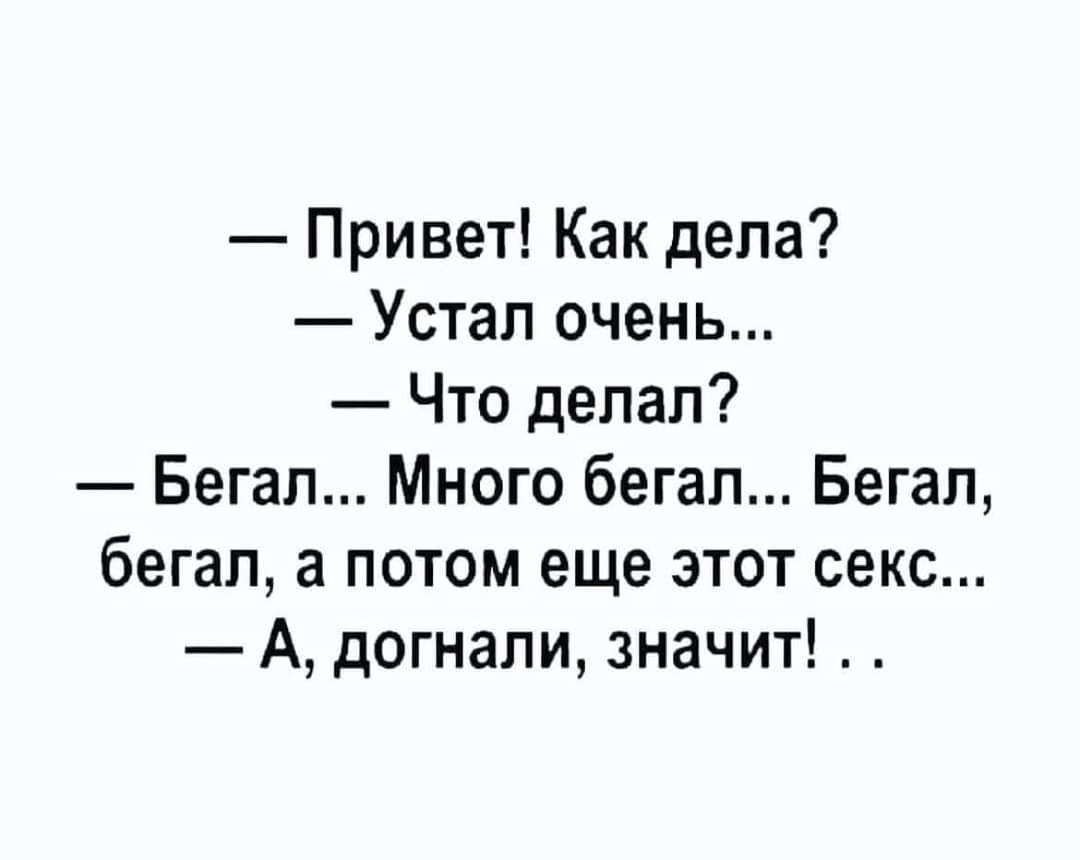 — Привет! Как дела?
— Устал очень...
— Что делал?
— Бегал... Много бегал... Бегал,
бегал, а потом еще этот секс...
— А, догнали, значит! . .